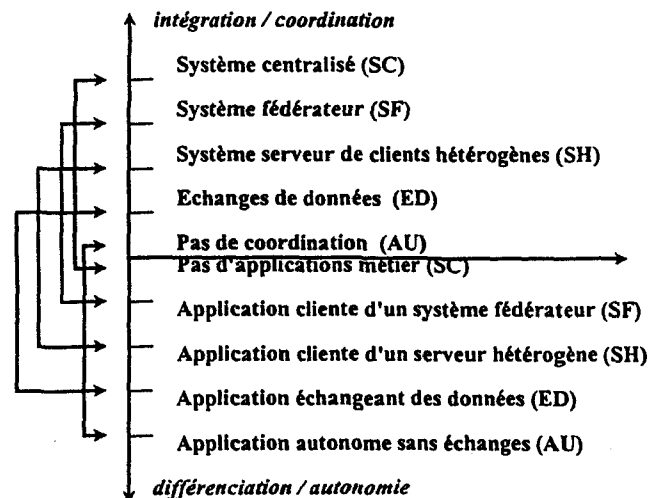 intégration / coordination
Système centralisé (SC)
Système fédérateur (SF)
Système serveur de clients hétérogènes (SH)
Echanges de données (ED)
Pas de coordination (AU)
Pas d'applications métier (SC)
Application cliente d'un système fédérateur (SF)
Application cliente d'un serveur hétérogène (SH)
Application échangeant des données (ED)
Application autonome sans échanges (AU)
différenciation / autonomie